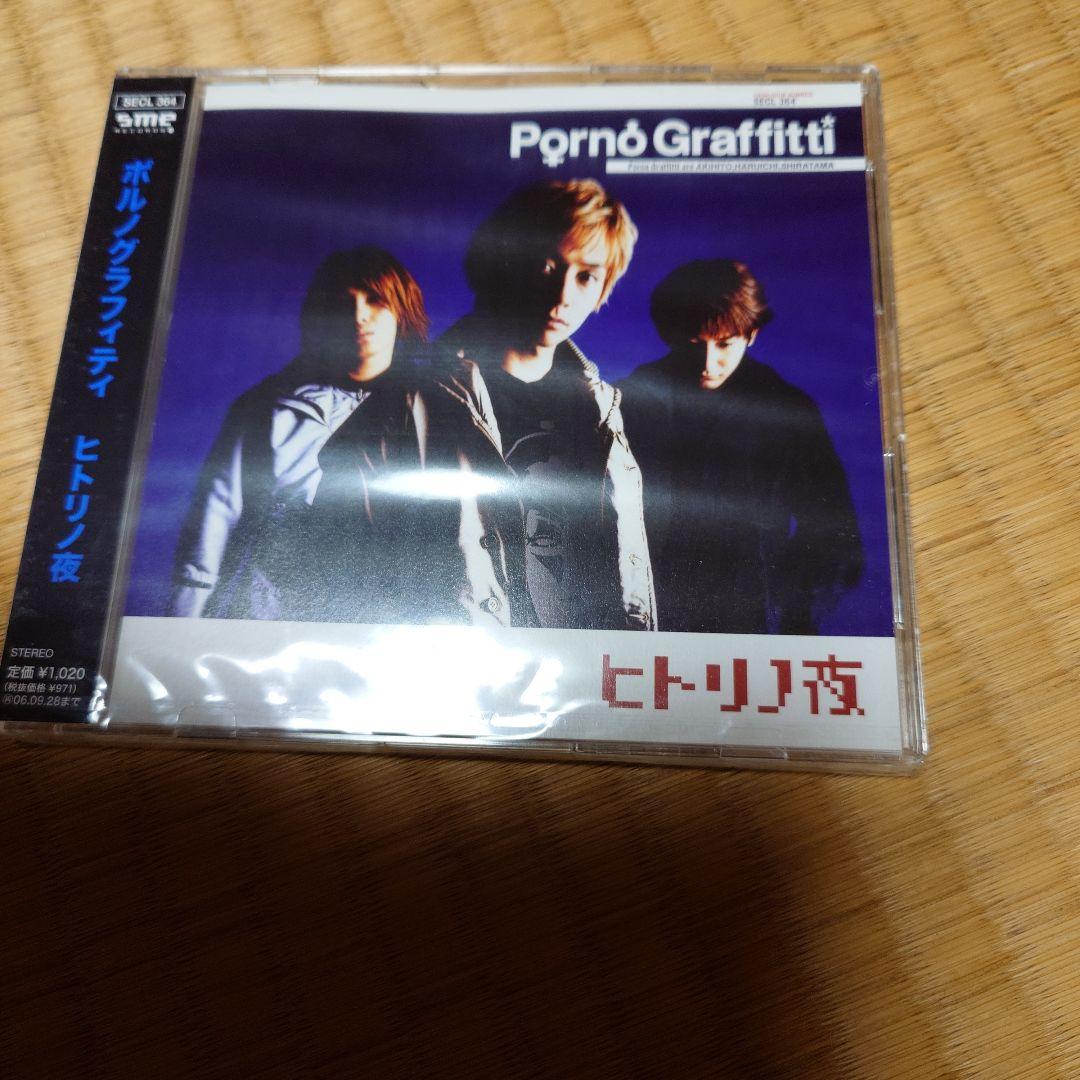 SECL 364
sme
RECORDS
ポルノグラフィティ ヒトリノ夜
STEREO
定価 ¥1,020
(税抜価格 ¥971)
06.09.28まで
SECL 364
Porno Graffitti
Porno Graffitti are AKIHITO,HARUICHI,SHIRATAMA
ヒトリノ夜